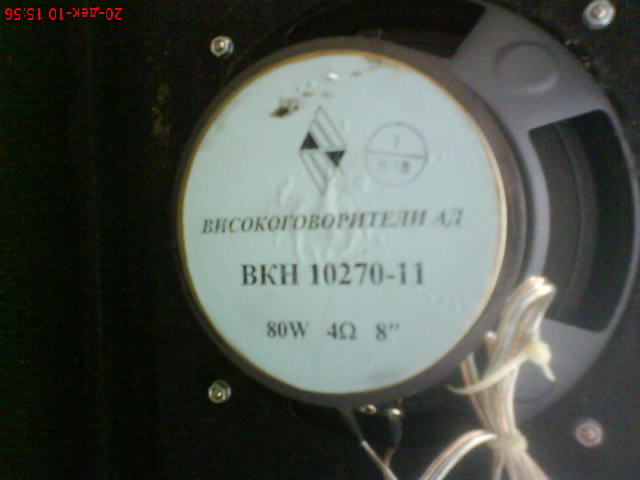 20-дек-10 15:56
Т
ВИСОКОГОВОРИТЕЛИ АД
ВКН 10270-11
80W 4Ω 8"